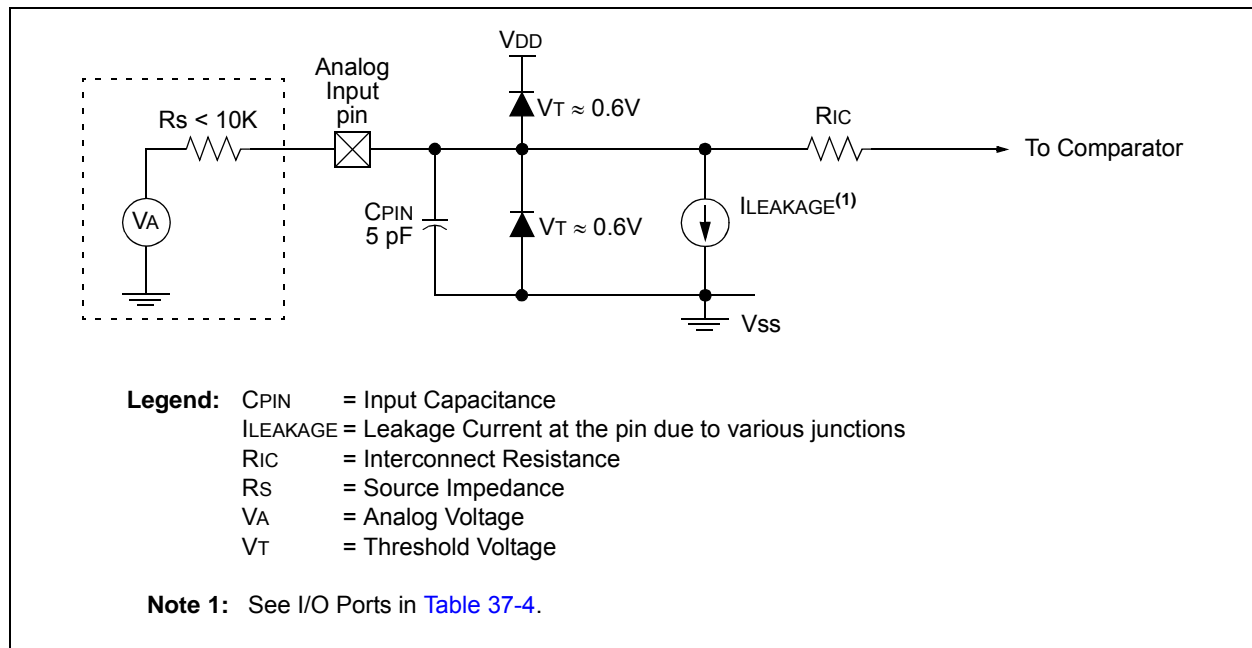 VDD
Analog
Input
pin
Rs < 10K
VT ≈ 0.6V
RIC
To Comparator
VA
CPIN
5 pF
VT ≈ 0.6V
ILEAKAGE(1)
Vss
Legend: CPIN = Input Capacitance
ILEAKAGE = Leakage Current at the pin due to various junctions
RIC = Interconnect Resistance
RS = Source Impedance
VA = Analog Voltage
VT = Threshold Voltage
Note 1: See I/O Ports in Table 37-4.